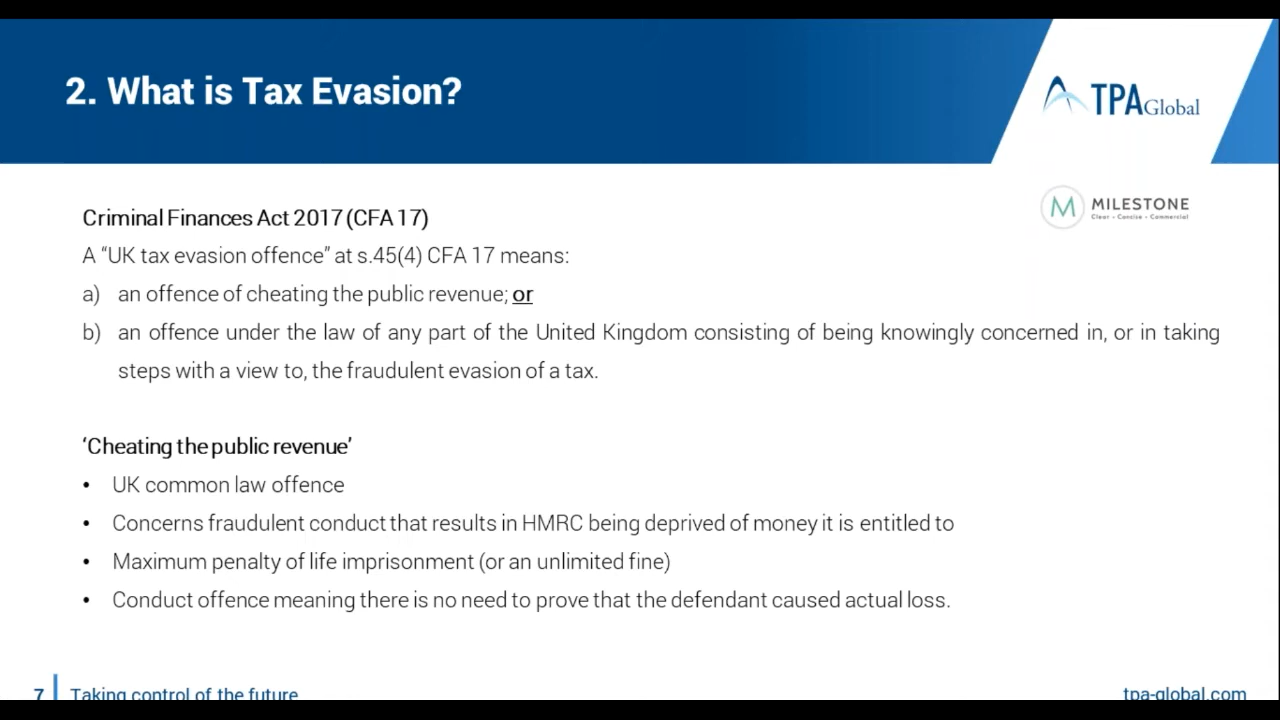 2. What is Tax Evasion?
TPA Global
MILESTONE
Clear • Concise • Commercial
Criminal Finances Act 2017 (CFA 17)
A “UK tax evasion offence” at s.45(4) CFA 17 means:
a) an offence of cheating the public revenue; or
b) an offence under the law of any part of the United Kingdom consisting of being knowingly concerned in, or in taking
steps with a view to, the fraudulent evasion of a tax.
‘Cheating the public revenue’
• UK common law offence
• Concerns fraudulent conduct that results in HMRC being deprived of money it is entitled to
• Maximum penalty of life imprisonment (or an unlimited fine)
• Conduct offence meaning there is no need to prove that the defendant caused actual loss.
7 Taking control of the future
tpa-global.com